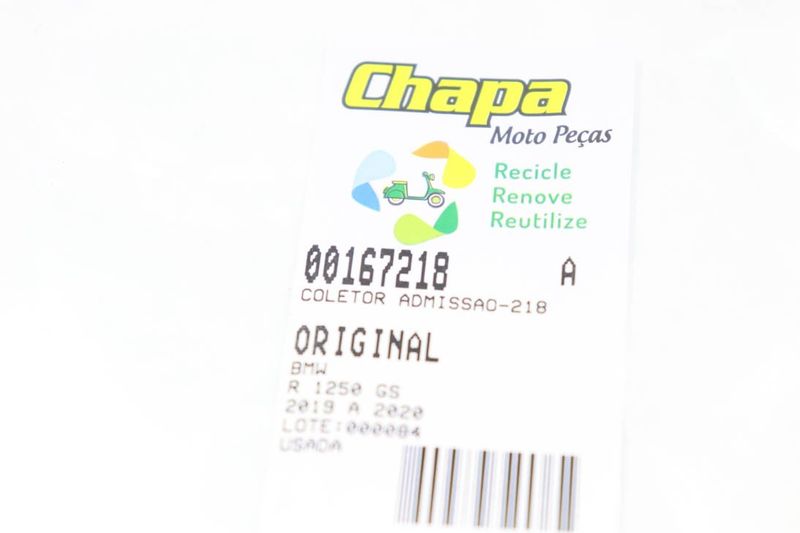 Chapa
Moto Peças
Recicle
Renove
Reutilize
00167218 A
COLETOR ADMISSAO-218
ORIGINAL
BMW
R 1250 GS
2019 A 2020
LOTE:000084
USADA